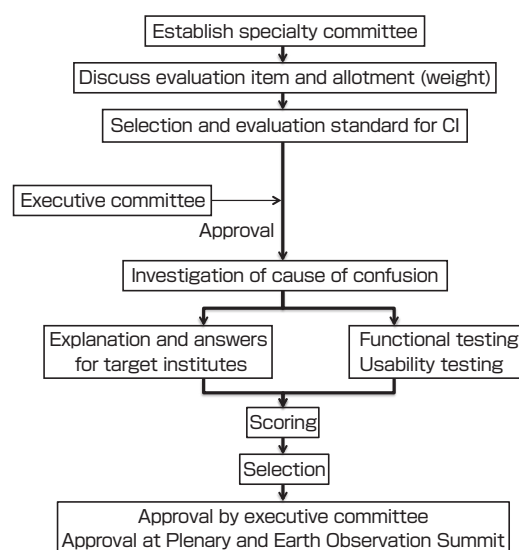 Establish specialty committee
Discuss evaluation item and allotment (weight)
Selection and evaluation standard for CI
Executive committee
Approval
Investigation of cause of confusion
Explanation and answers
for target institutes
Functional testing
Usability testing
Scoring
Selection
Approval by executive committee
Approval at Plenary and Earth Observation Summit